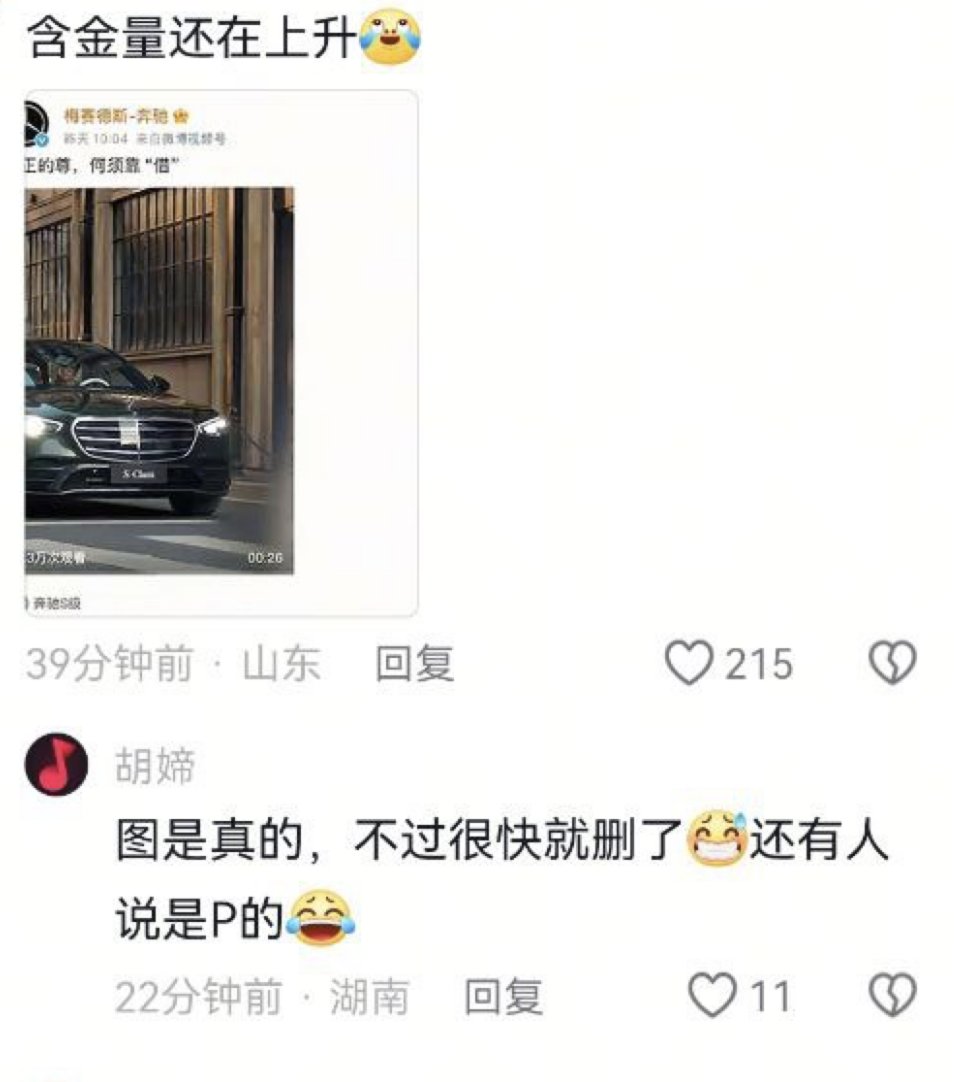 含金量还在上升
梅赛德斯-奔驰
昨天 10:04 来自微博视频号
正的尊，何须靠“借”
S-Class
3万次观看
00:26
奔驰S级
39分钟前 · 山东 回复 215
胡媂
图是真的，不过很快就删了还有人
说是P的
22分钟前 · 湖南 回复 11